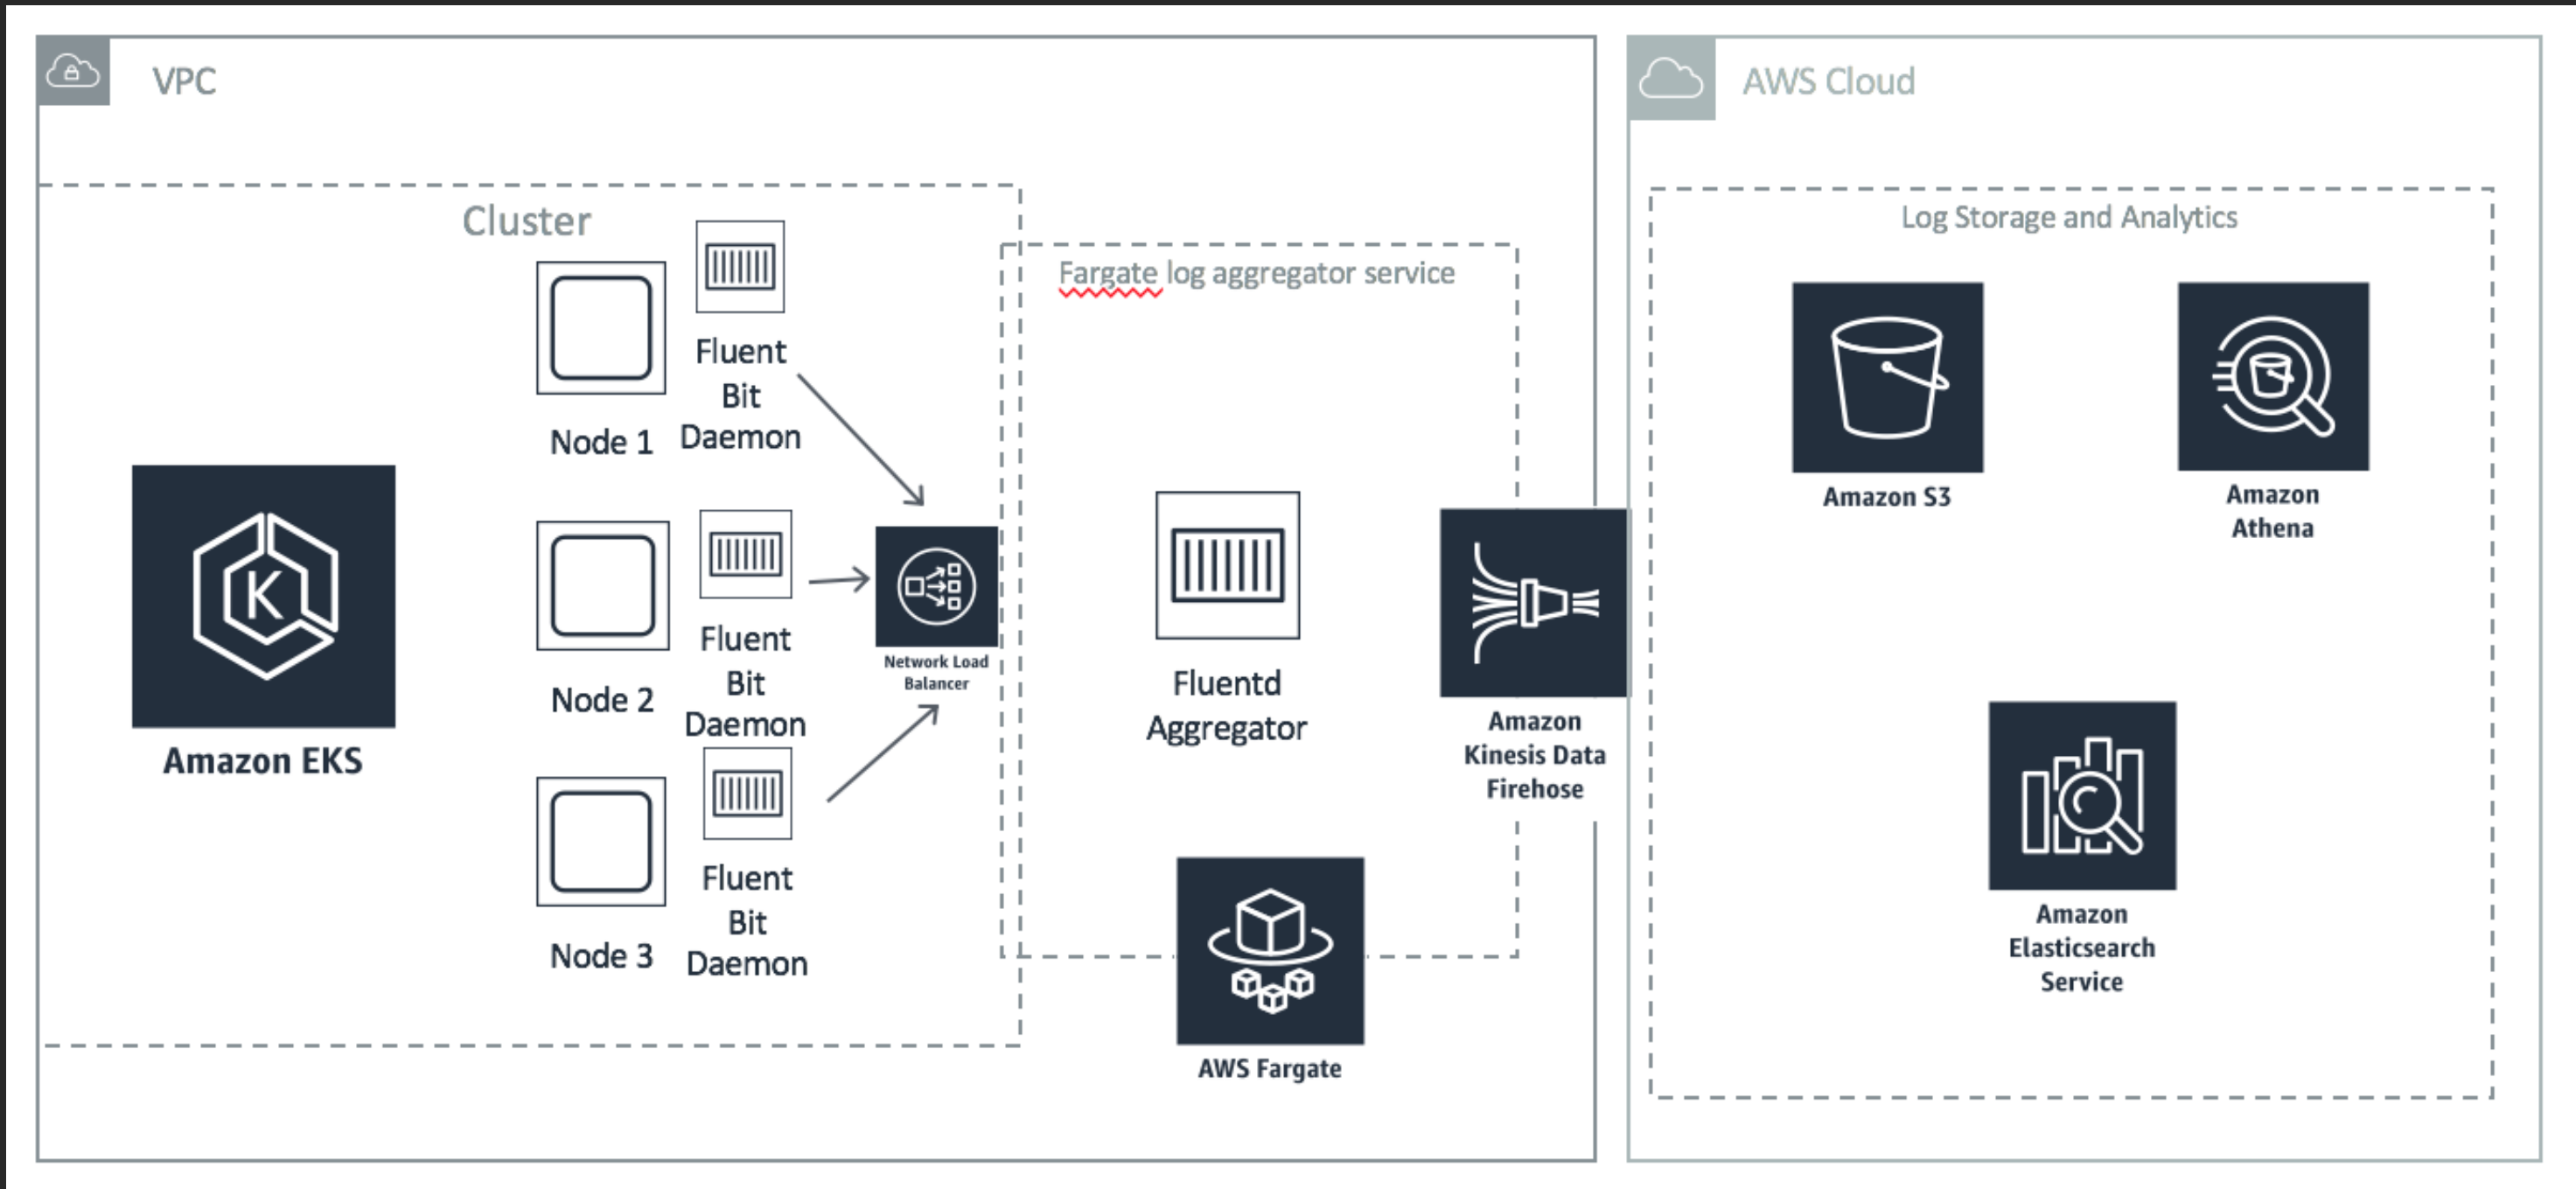 VPC
Cluster
Fluent
Bit
Daemon
Node 1
Fluent
Bit
Daemon
Node 2
Fluent
Bit
Daemon
Node 3
Amazon EKS
Network Load
Balancer
Fargate log aggregator service
Fluentd
Aggregator
AWS Fargate
Amazon
Kinesis Data
Firehose
AWS Cloud
Log Storage and Analytics
Amazon S3
Amazon
Athena
Amazon
Elasticsearch
Service
K